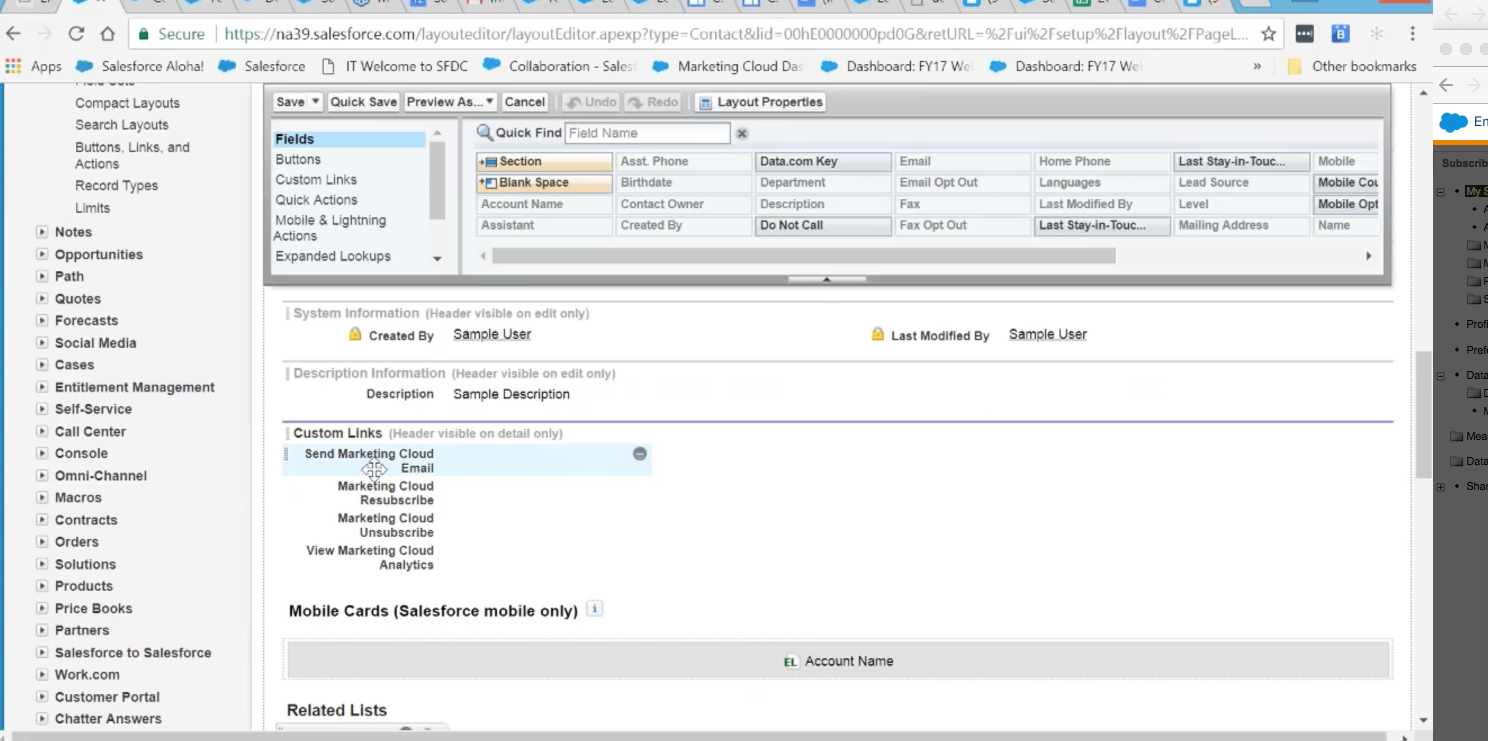 Secure https://na39.salesforce.com/layouteditor/layoutEditor.apexp?type=Contact&lid=00hE0000000pd0G&retURL=%2Fui%2Fsetup%2Flayout%2FPageL...
Apps Salesforce Aloha! Salesforce IT Welcome to SFDC Collaboration - Sales Marketing Cloud Das Dashboard: FY17 We Dashboard: FY17 We » Other bookmarks
Compact Layouts
Search Layouts
Buttons, Links, and
Actions
Record Types
Limits
Notes
Opportunities
Path
Quotes
Forecasts
Social Media
Cases
Entitlement Management
Self-Service
Call Center
Console
Omni-Channel
Macros
Contracts
Orders
Solutions
Products
Price Books
Partners
Salesforce to Salesforce
Work.com
Customer Portal
Chatter Answers
Save Quick Save Preview As... Cancel Undo Redo Layout Properties
Fields
Buttons
Custom Links
Quick Actions
Mobile & Lightning
Actions
Expanded Lookups
Quick Find Field Name
Section Asst. Phone Data.com Key Email Home Phone Last Stay-in-Touc... Mobile
Blank Space Birthdate Department Email Opt Out Languages Lead Source Mobile Cou
Account Name Contact Owner Description Fax Last Modified By Level Mobile Opt
Assistant Created By Do Not Call Fax Opt Out Last Stay-in-Touc... Mailing Address Name
System Information (Header visible on edit only)
Created By Sample User Last Modified By Sample User
Description Information (Header visible on edit only)
Description Sample Description
Custom Links (Header visible on detail only)
Send Marketing Cloud
Email
Marketing Cloud
Resubscribe
Marketing Cloud
Unsubscribe
View Marketing Cloud
Analytics
Mobile Cards (Salesforce mobile only)
EL Account Name
Related Lists
En
Subscrib
My S
Profi
Pref
Data
Mea
Data
Shar